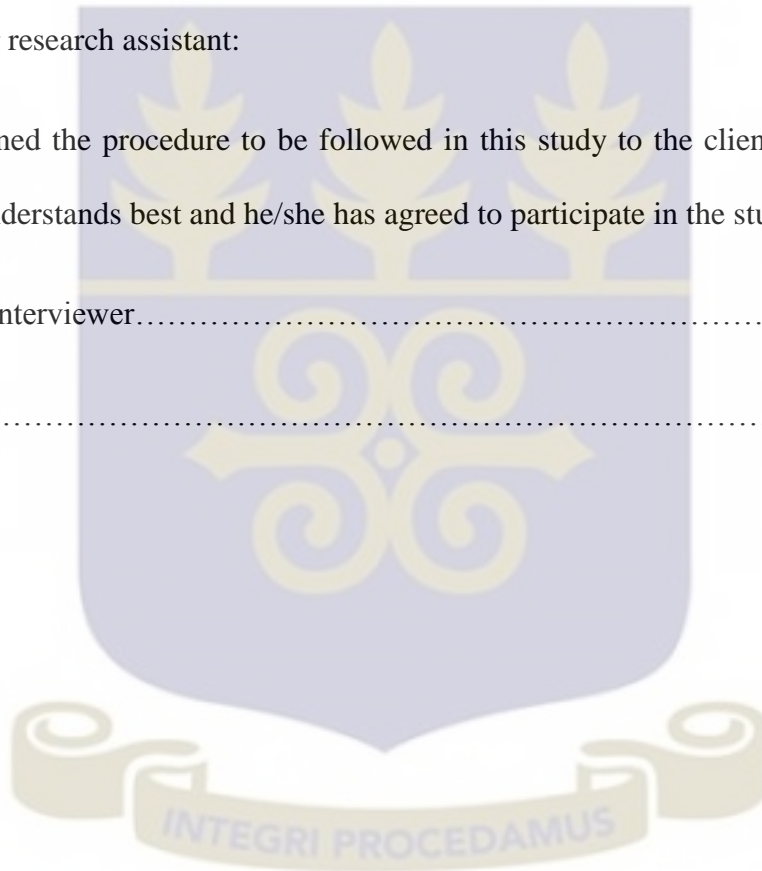 research assistant:
ned the procedure to be followed in this study to the clien
nderstands best and he/she has agreed to participate in the stu
nterviewer……………………………………………………
……………………………………………………………………
INTEGRI PROCEDAMUS